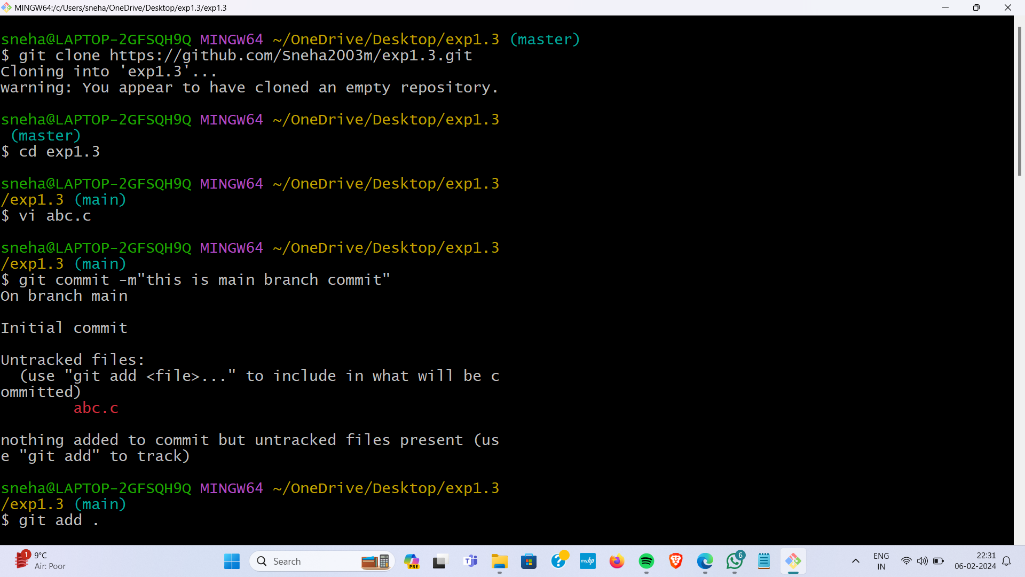 MINGW64:/c/Users/sneha/OneDrive/Desktop/exp1.3/exp1.3
sneha@LAPTOP-2GFSQH9Q MINGW64 ~/OneDrive/Desktop/exp1.3 (master)
$ git clone https://github.com/Sneha2003m/exp1.3.git
Cloning into 'exp1.3'...
warning: You appear to have cloned an empty repository.
sneha@LAPTOP-2GFSQH9Q MINGW64 ~/OneDrive/Desktop/exp1.3
(master)
$ cd exp1.3
sneha@LAPTOP-2GFSQH9Q MINGW64 ~/OneDrive/Desktop/exp1.3
/exp1.3 (main)
$ vi abc.c
sneha@LAPTOP-2GFSQH9Q MINGW64 ~/OneDrive/Desktop/exp1.3
/exp1.3 (main)
$ git commit -m"this is main branch commit"
On branch main
Initial commit
Untracked files:
(use "git add <file>..." to include in what will be c
ommitted)
abc.c
nothing added to commit but untracked files present (us
e "git add" to track)
sneha@LAPTOP-2GFSQH9Q MINGW64 ~/OneDrive/Desktop/exp1.3
/exp1.3 (main)
$ git add .
1
9°C
Air: Poor
Search
PRE
6
ENG
IN
22:31
06-02-2024